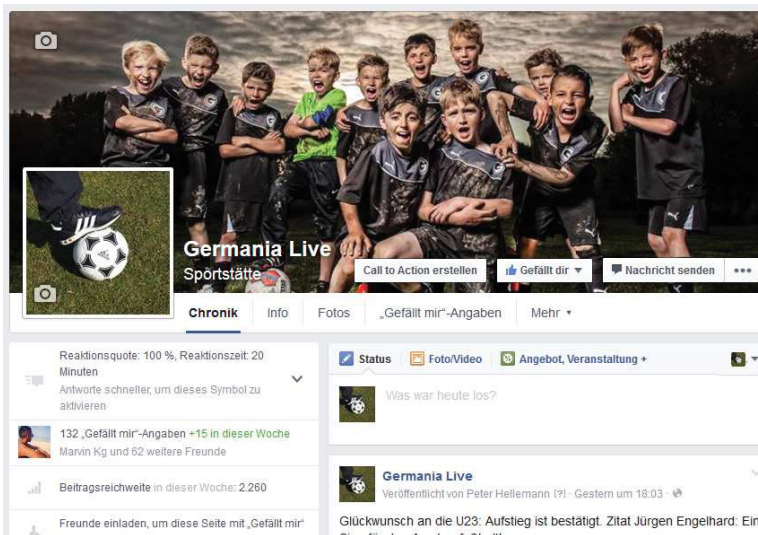 Germania Live
Sportstätte
Call to Action erstellen
Gefällt dir
Nachricht senden
Chronik
Info
Fotos
„Gefällt mir“-Angaben
Mehr
Reaktionsquote: 100 %, Reaktionszeit: 20
Minuten
Antworte schneller, um dieses Symbol zu
aktivieren
132 „Gefällt mir“-Angaben +15 in dieser Woche
Marvin Kg und 62 weitere Freunde
Beitragsreichweite in dieser Woche: 2.260
Freunde einladen, um diese Seite mit „Gefällt mir“
Status
Foto/Video
Angebot, Veranstaltung +
Was war heute los?
Germania Live
Veröffentlicht von Peter Hellemann [?] · Gestern um 18:03 ·
Glückwunsch an die U23: Aufstieg ist bestätigt. Zitat Jürgen Engelhard: Ein